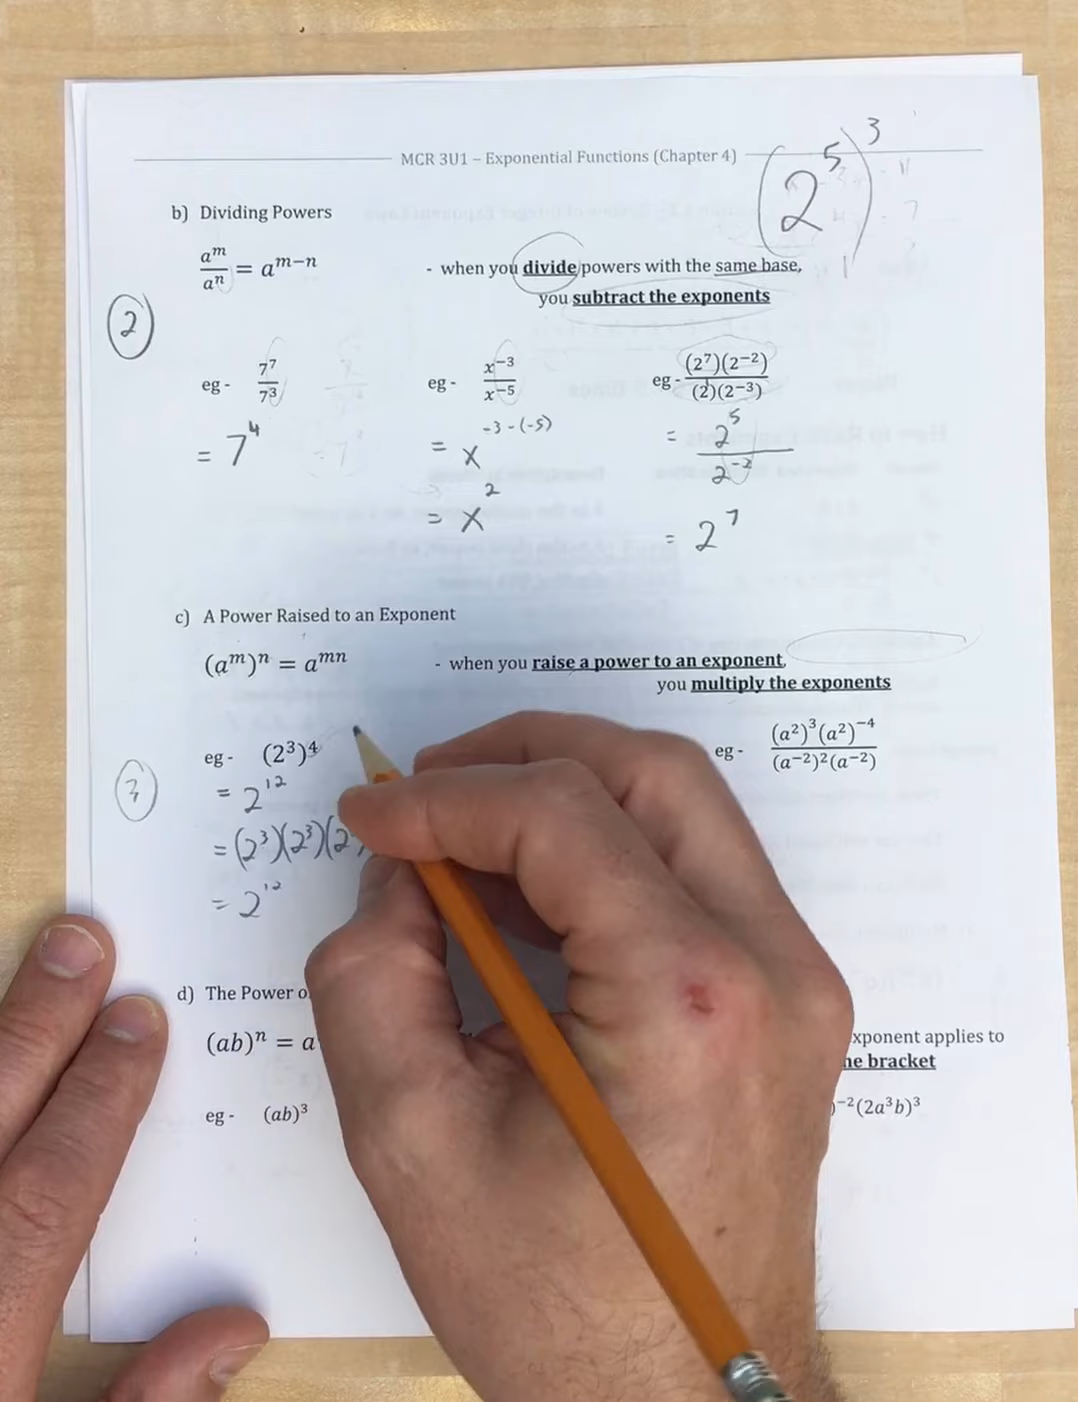 MCR 3U1 – Exponential Functions (Chapter 4)
(2⁵)³
b) Dividing Powers
aᵐ/aⁿ = aᵐ⁻ⁿ
- when you divide powers with the same base,
you subtract the exponents
2
eg - 7⁷/7³
= 7⁴
eg - x⁻³/x⁻⁵
= x⁻³⁻⁽⁻⁵⁾
= x²
eg - (2⁷)(2⁻²)/(2¹)(2⁻³)
= 2⁵/2⁻²
= 2⁷
c) A Power Raised to an Exponent
(aᵐ)ⁿ = aᵐⁿ
- when you raise a power to an exponent,
you multiply the exponents
3
eg - (2³)⁴
= 2¹²
= (2³)(2³)(2
= 2¹²
eg - (a²)³(a²)⁻⁴/(a⁻²)²(a⁻²)
d) The Power o
(ab)ⁿ = a
xponent applies to
he bracket
eg - (ab)³
)⁻²(2a³b)³